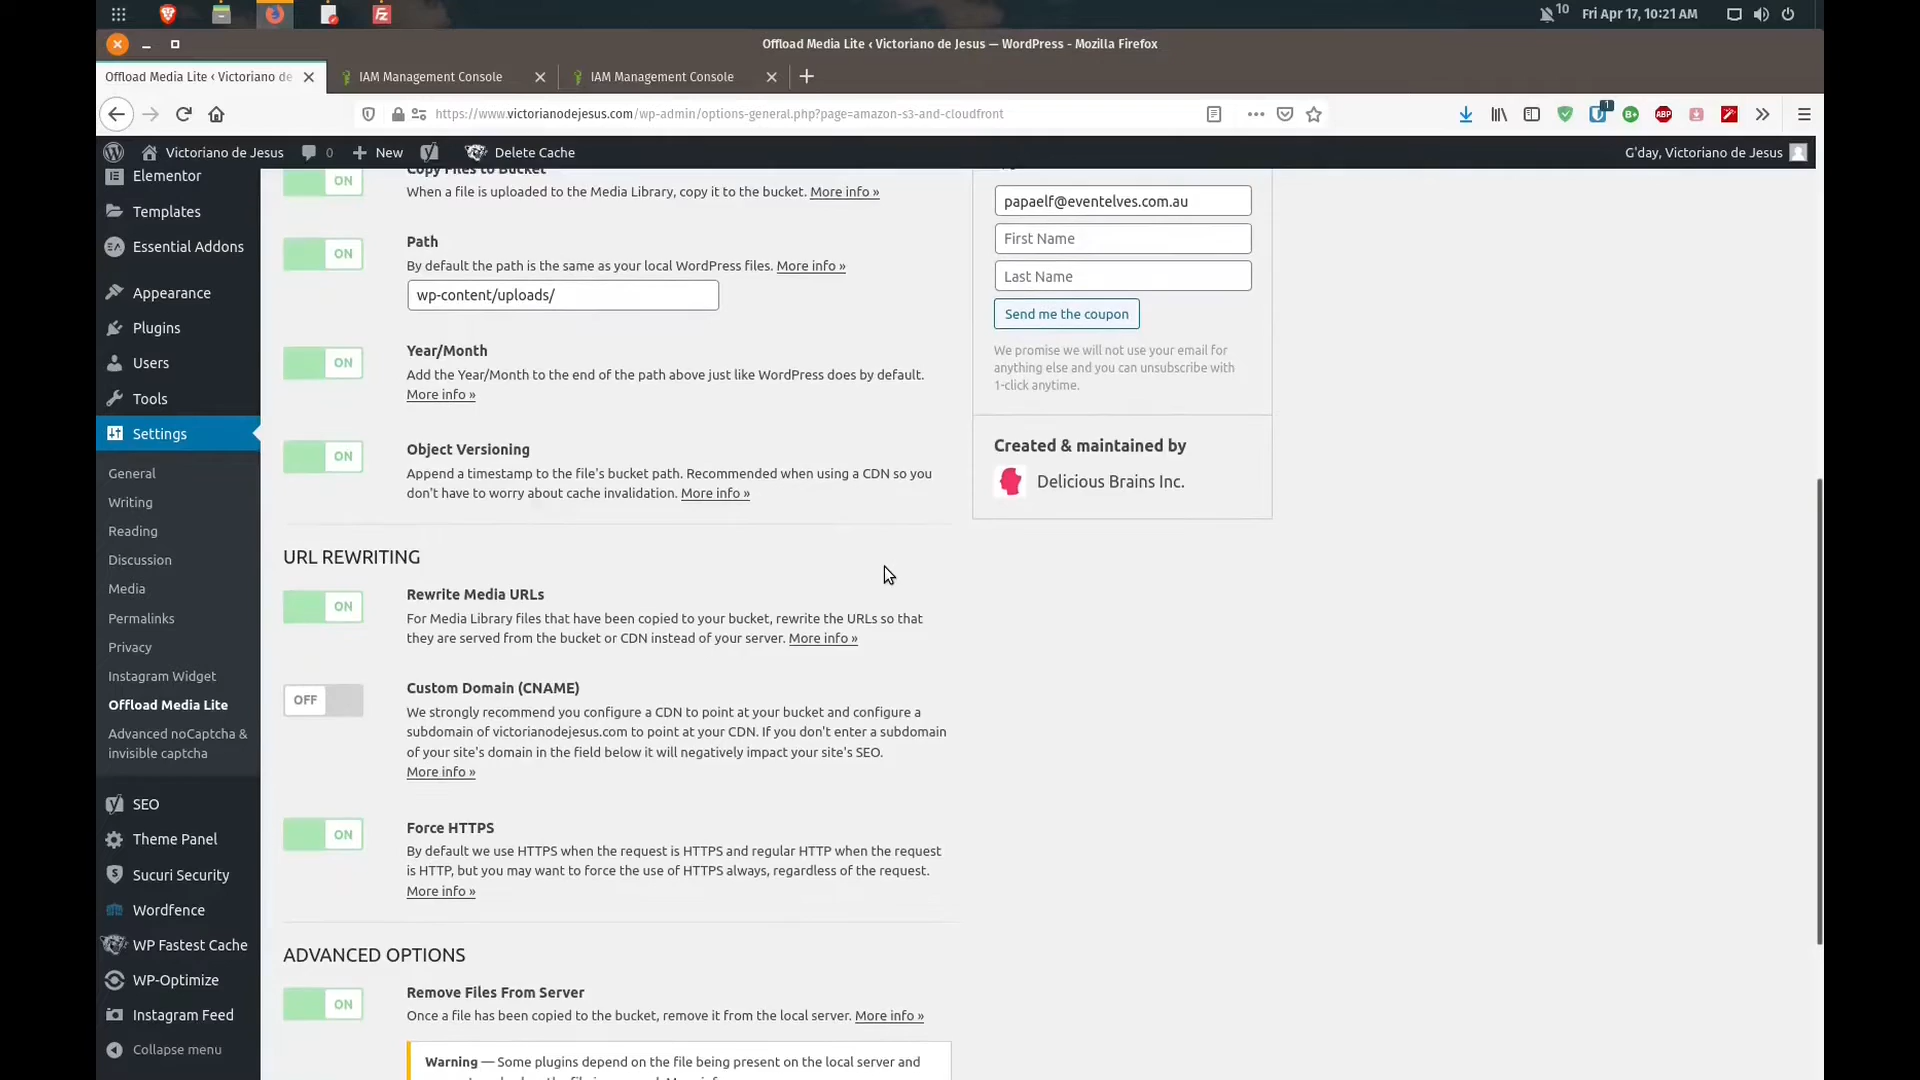 10
Fri Apr 17, 10:21 AM
Offload Media Lite ‹ Victoriano de Jesus — WordPress - Mozilla Firefox
Offload Media Lite ‹ Victoriano de
IAM Management Console
IAM Management Console
https://www.victorianodejesus.com/wp-admin/options-general.php?page=amazon-s3-and-cloudfront
1
ABP
Victoriano de Jesus
0
New
Delete Cache
G'day, Victoriano de Jesus
Elementor
Templates
Essential Addons
Appearance
Plugins
Users
Tools
Settings
General
Writing
Reading
Discussion
Media
Permalinks
Privacy
Instagram Widget
Offload Media Lite
Advanced noCaptcha &
invisible captcha
SEO
Theme Panel
Sucuri Security
Wordfence
WP Fastest Cache
WP-Optimize
Instagram Feed
Collapse menu
ON
Copy Files to Bucket
When a file is uploaded to the Media Library, copy it to the bucket. More info »
ON
Path
By default the path is the same as your local WordPress files. More info »
wp-content/uploads/
ON
Year/Month
Add the Year/Month to the end of the path above just like WordPress does by default.
More info »
ON
Object Versioning
Append a timestamp to the file's bucket path. Recommended when using a CDN so you
don't have to worry about cache invalidation. More info »
URL REWRITING
ON
Rewrite Media URLs
For Media Library files that have been copied to your bucket, rewrite the URLs so that
they are served from the bucket or CDN instead of your server. More info »
OFF
Custom Domain (CNAME)
We strongly recommend you configure a CDN to point at your bucket and configure a
subdomain of victorianodejesus.com to point at your CDN. If you don't enter a subdomain
of your site's domain in the field below it will negatively impact your site's SEO.
More info »
ON
Force HTTPS
By default we use HTTPS when the request is HTTPS and regular HTTP when the request
is HTTP, but you may want to force the use of HTTPS always, regardless of the request.
More info »
ADVANCED OPTIONS
ON
Remove Files From Server
Once a file has been copied to the bucket, remove it from the local server. More info »
Warning — Some plugins depend on the file being present on the local server and
papaelf@eventelves.com.au
First Name
Last Name
Send me the coupon
We promise we will not use your email for
anything else and you can unsubscribe with
1-click anytime.
Created & maintained by
Delicious Brains Inc.